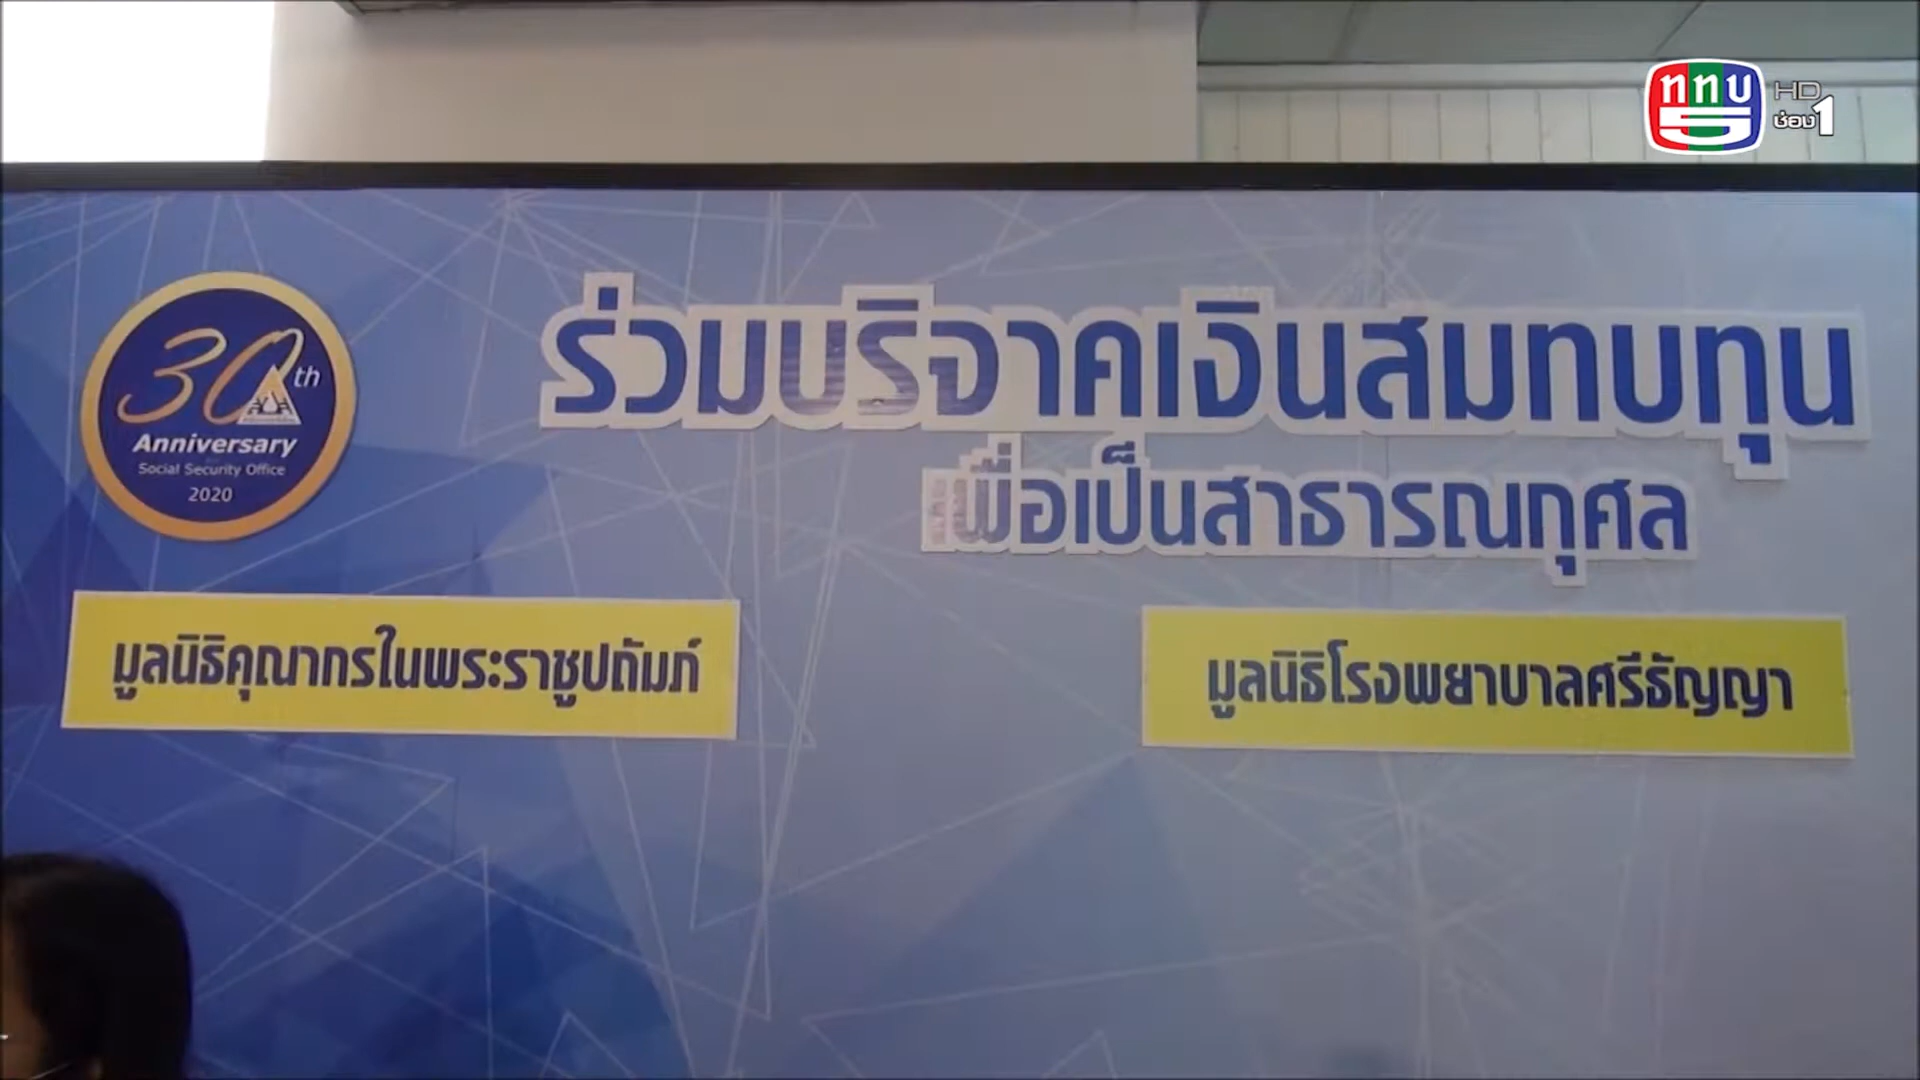 ททบ
5
HD
ช่อง 1
30th
Anniversary
Social Security Office
2020
ร่วมบริจาคเงินสมทบทุน
เพื่อเป็นสาธารณกุศล
มูลนิธิคุณากรในพระราชูปถัมภ์
มูลนิธิโรงพยาบาลศรีธัญญา